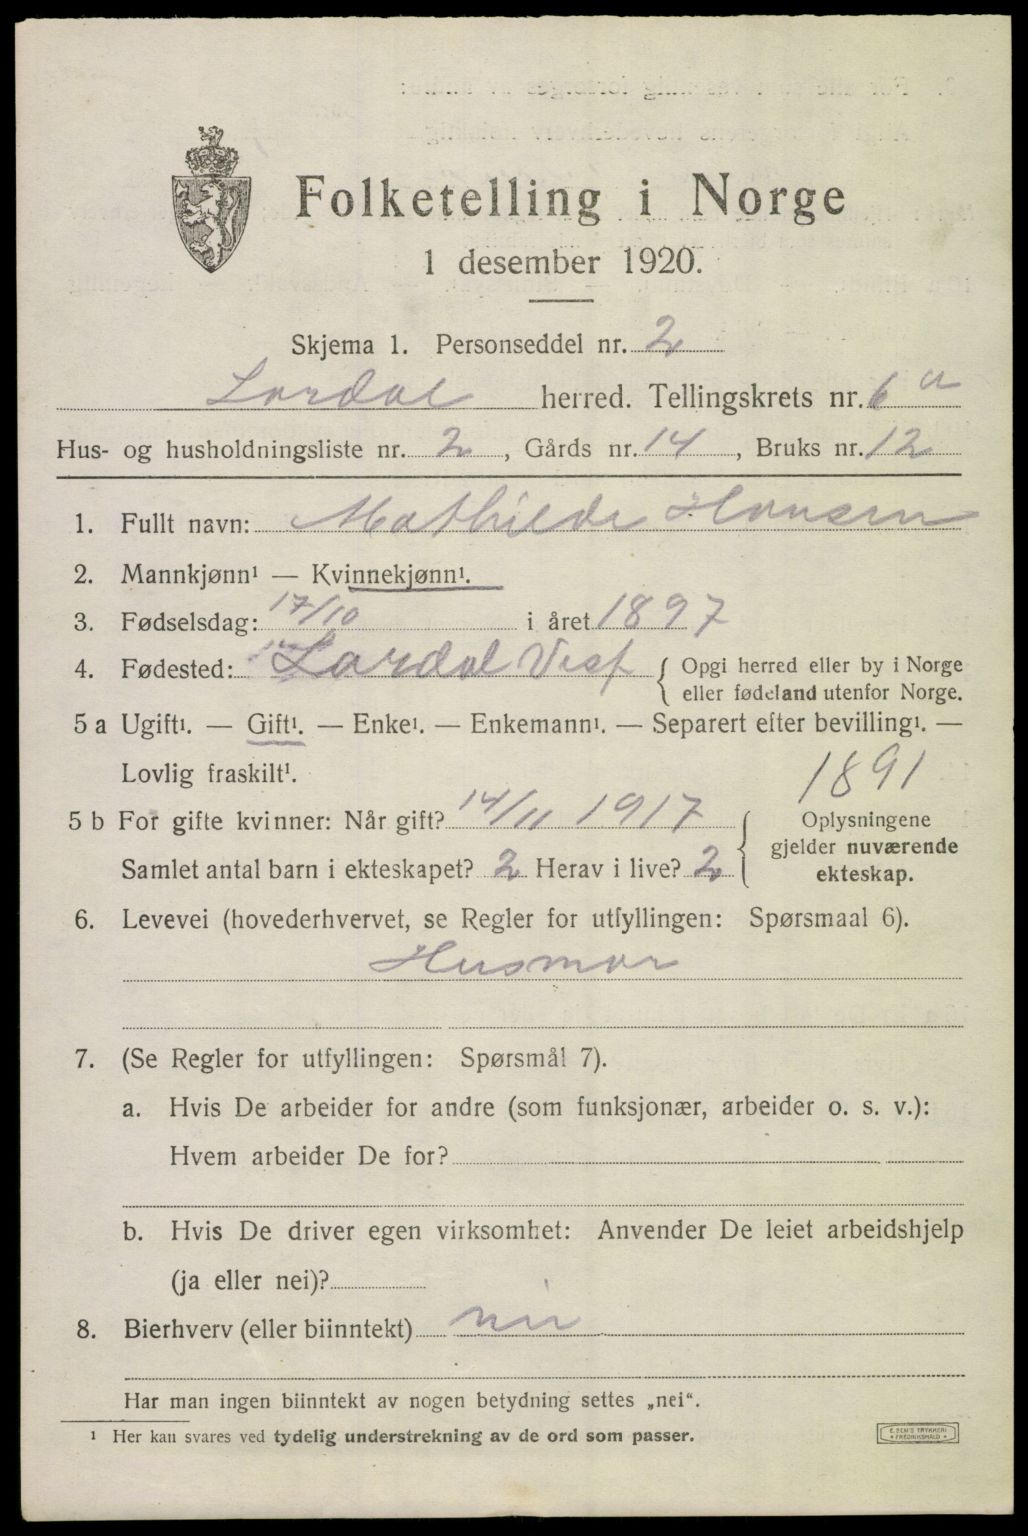 Folketelling i Norge
1 desember 1920.
Skjema 1. Personseddel nr. 2
Lardal herred. Tellingskrets nr. 6 a
Hus- og husholdningsliste nr. 2, Gårds nr. 14, Bruks nr. 12
1. Fullt navn: Mathilde Hansen
2. Mannkjønn¹ — Kvinnekjønn¹.
3. Fødselsdag: 17/10 i året 1897
4. Fødested: Lardal Vesf { Opgi herred eller by i Norge
eller fødeland utenfor Norge.
5 a Ugift¹. — Gift¹. — Enke¹. — Enkemann¹. — Separert efter bevilling¹. —
Lovlig fraskilt¹.
1891
5 b For gifte kvinner: Når gift? 14/11 1917
Samlet antal barn i ekteskapet? 2 Herav i live? 2
{ Oplysningene
gjelder nuværende
ekteskap.
6. Levevei (hovederhvervet, se Regler for utfyllingen: Spørsmaal 6).
Husmor
7. (Se Regler for utfyllingen: Spørsmål 7).
a. Hvis De arbeider for andre (som funksjonær, arbeider o. s. v.):
Hvem arbeider De for?
b. Hvis De driver egen virksomhet: Anvender De leiet arbeidshjelp
(ja eller nei)?
8. Bierhverv (eller biinntekt) nei
Har man ingen biinntekt av nogen betydning settes „nei“.
¹ Her kan svares ved tydelig understrekning av de ord som passer.
E. SEM'S TRYKKERI
* FREDRIKSHALD *